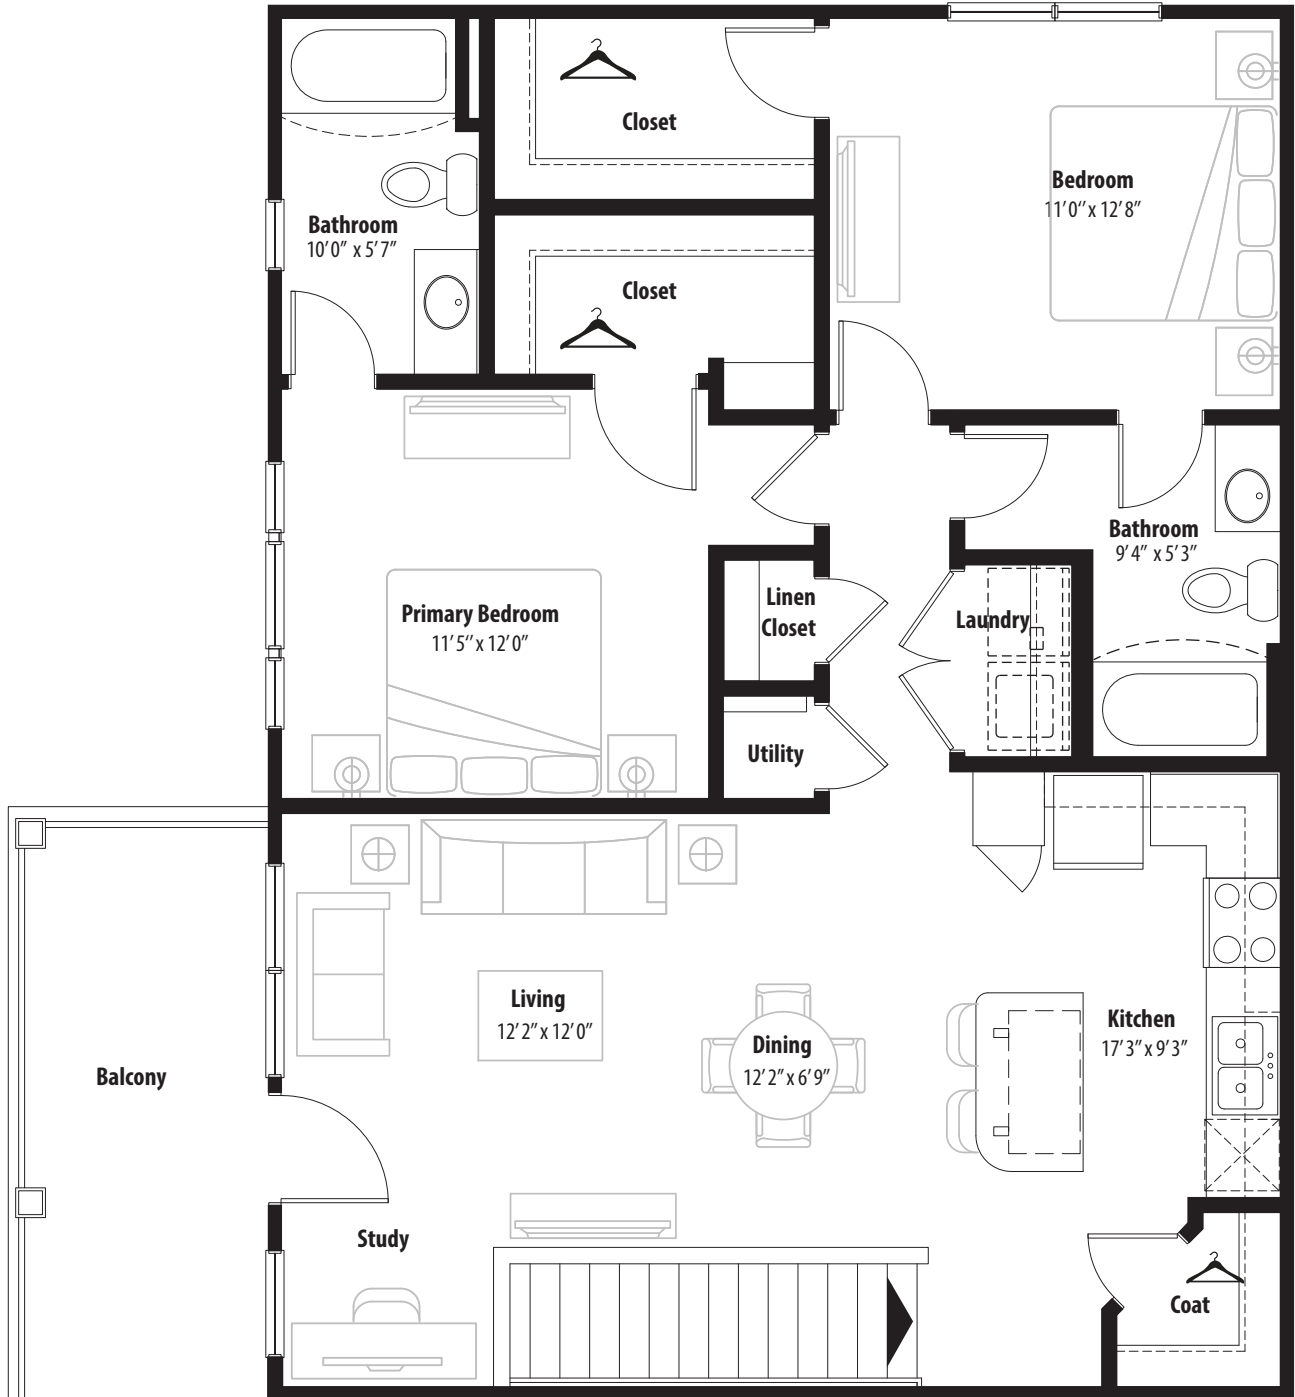 Closet
Bedroom
11'0" x 12'8"
Bathroom
10'0" x 5'7"
Closet
Bathroom
9'4" x 5'3"
Linen
Closet
Laundry
Primary Bedroom
11'5" x 12'0"
Utility
Living
12'2" x 12'0"
Dining
12'2" x 6'9"
Kitchen
17'3" x 9'3"
Balcony
Study
Coat